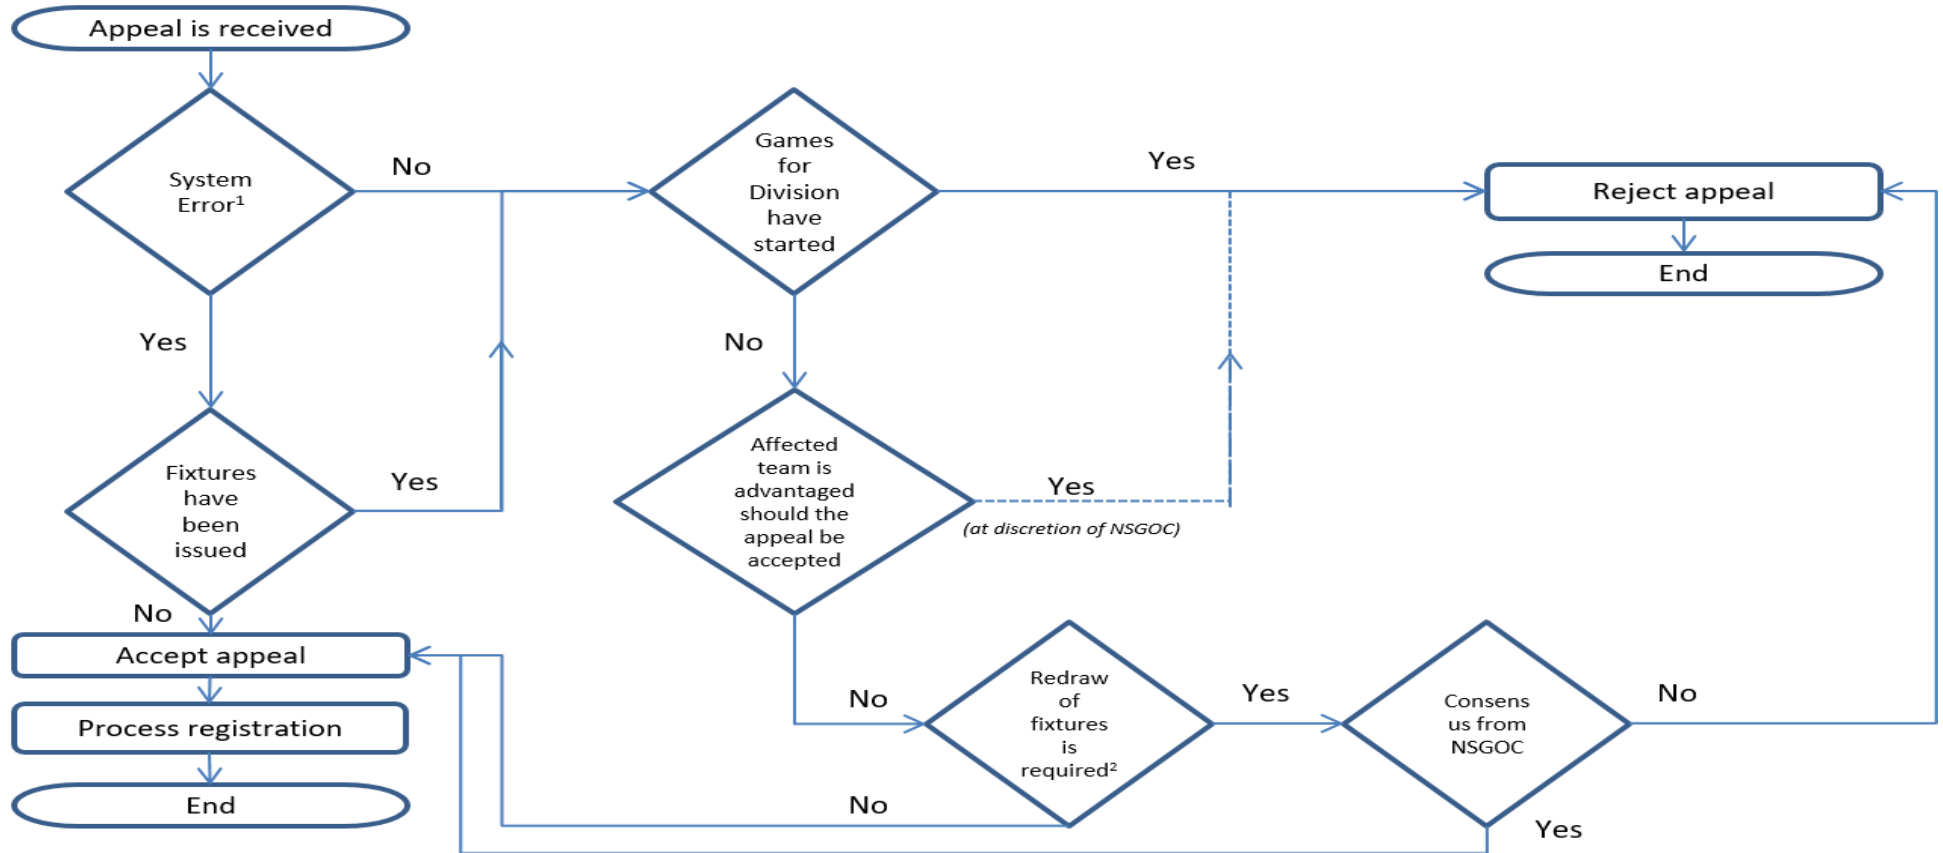 Appeal is received
System
Error¹
No
Yes
Fixtures
have
been
issued
Yes
No
Accept appeal
Process registration
End
Games
for
Division
have
started
Yes
No
Affected
team is
advantaged
should the
appeal be
accepted
Yes
(at discretion of NSGOC)
No
Redraw
of
fixtures
is
required²
Yes
No
Consens
us from
NSGOC
No
Yes
Reject appeal
End